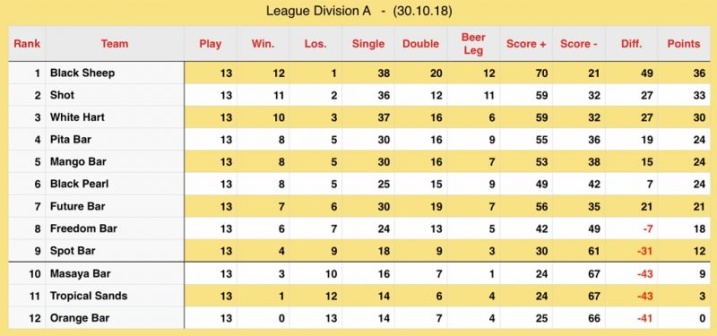 League Division A - (30.10.18)
Rank Team Play Win. Los. Single Double Beer Leg Score + Score - Diff. Points
1 Black Sheep 13 12 1 38 20 12 70 21 49 36
2 Shot 13 11 2 36 12 11 59 32 27 33
3 White Hart 13 10 3 37 16 6 59 32 27 30
4 Pita Bar 13 8 5 30 16 9 55 36 19 24
5 Mango Bar 13 8 5 30 16 7 53 38 15 24
6 Black Pearl 13 8 5 25 15 9 49 42 7 24
7 Future Bar 13 7 6 30 19 7 56 35 21 21
8 Freedom Bar 13 6 7 24 13 5 42 49 -7 18
9 Spot Bar 13 4 9 18 9 3 30 61 -31 12
10 Masaya Bar 13 3 10 16 7 1 24 67 -43 9
11 Tropical Sands 13 1 12 14 6 4 24 67 -43 3
12 Orange Bar 13 0 13 14 7 4 25 66 -41 0